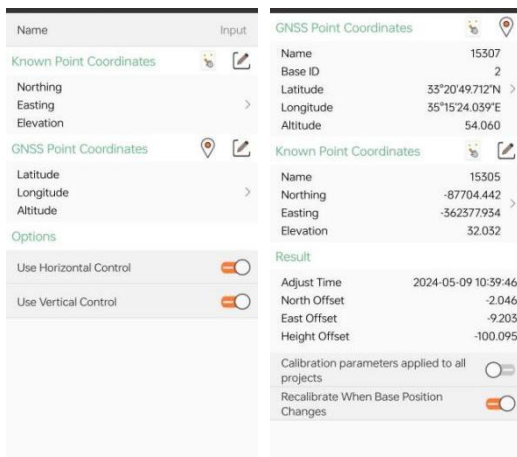 Name Input
Known Point Coordinates
Northing
Easting
Elevation
GNSS Point Coordinates
Latitude
Longitude
Altitude
Options
Use Horizontal Control
Use Vertical Control
GNSS Point Coordinates
Name 15307
Base ID 2
Latitude 33°20'49.712"N
Longitude 35°15'24.039"E
Altitude 54.060
Known Point Coordinates
Name 15305
Northing -87704.442
Easting -362377.934
Elevation 32.032
Result
Adjust Time 2024-05-09 10:39:46
North Offset -2.046
East Offset -9.203
Height Offset -100.095
Calibration parameters applied to all
projects
Recalibrate When Base Position
Changes